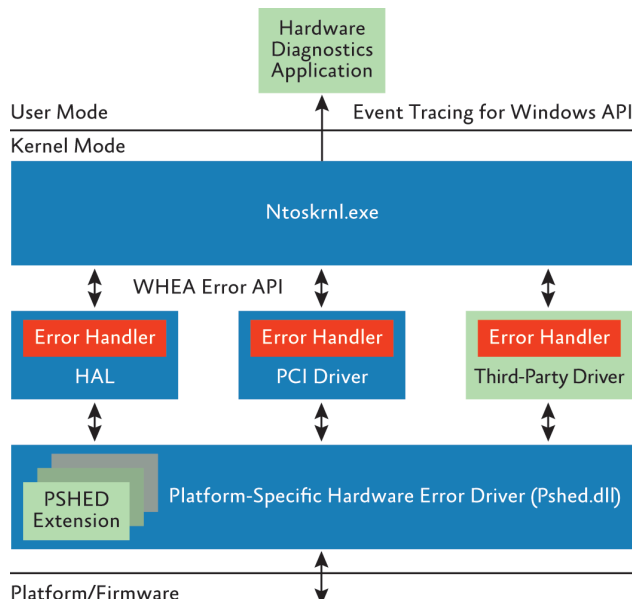 Hardware
Diagnostics
Application
User Mode
Event Tracing for Windows API
Kernel Mode
Ntoskrnl.exe
WHEA Error API
Error Handler
HAL
Error Handler
PCI Driver
Error Handler
Third-Party Driver
PSHED
Extension
Platform-Specific Hardware Error Driver (Pshed.dll)
Platform/Firmware